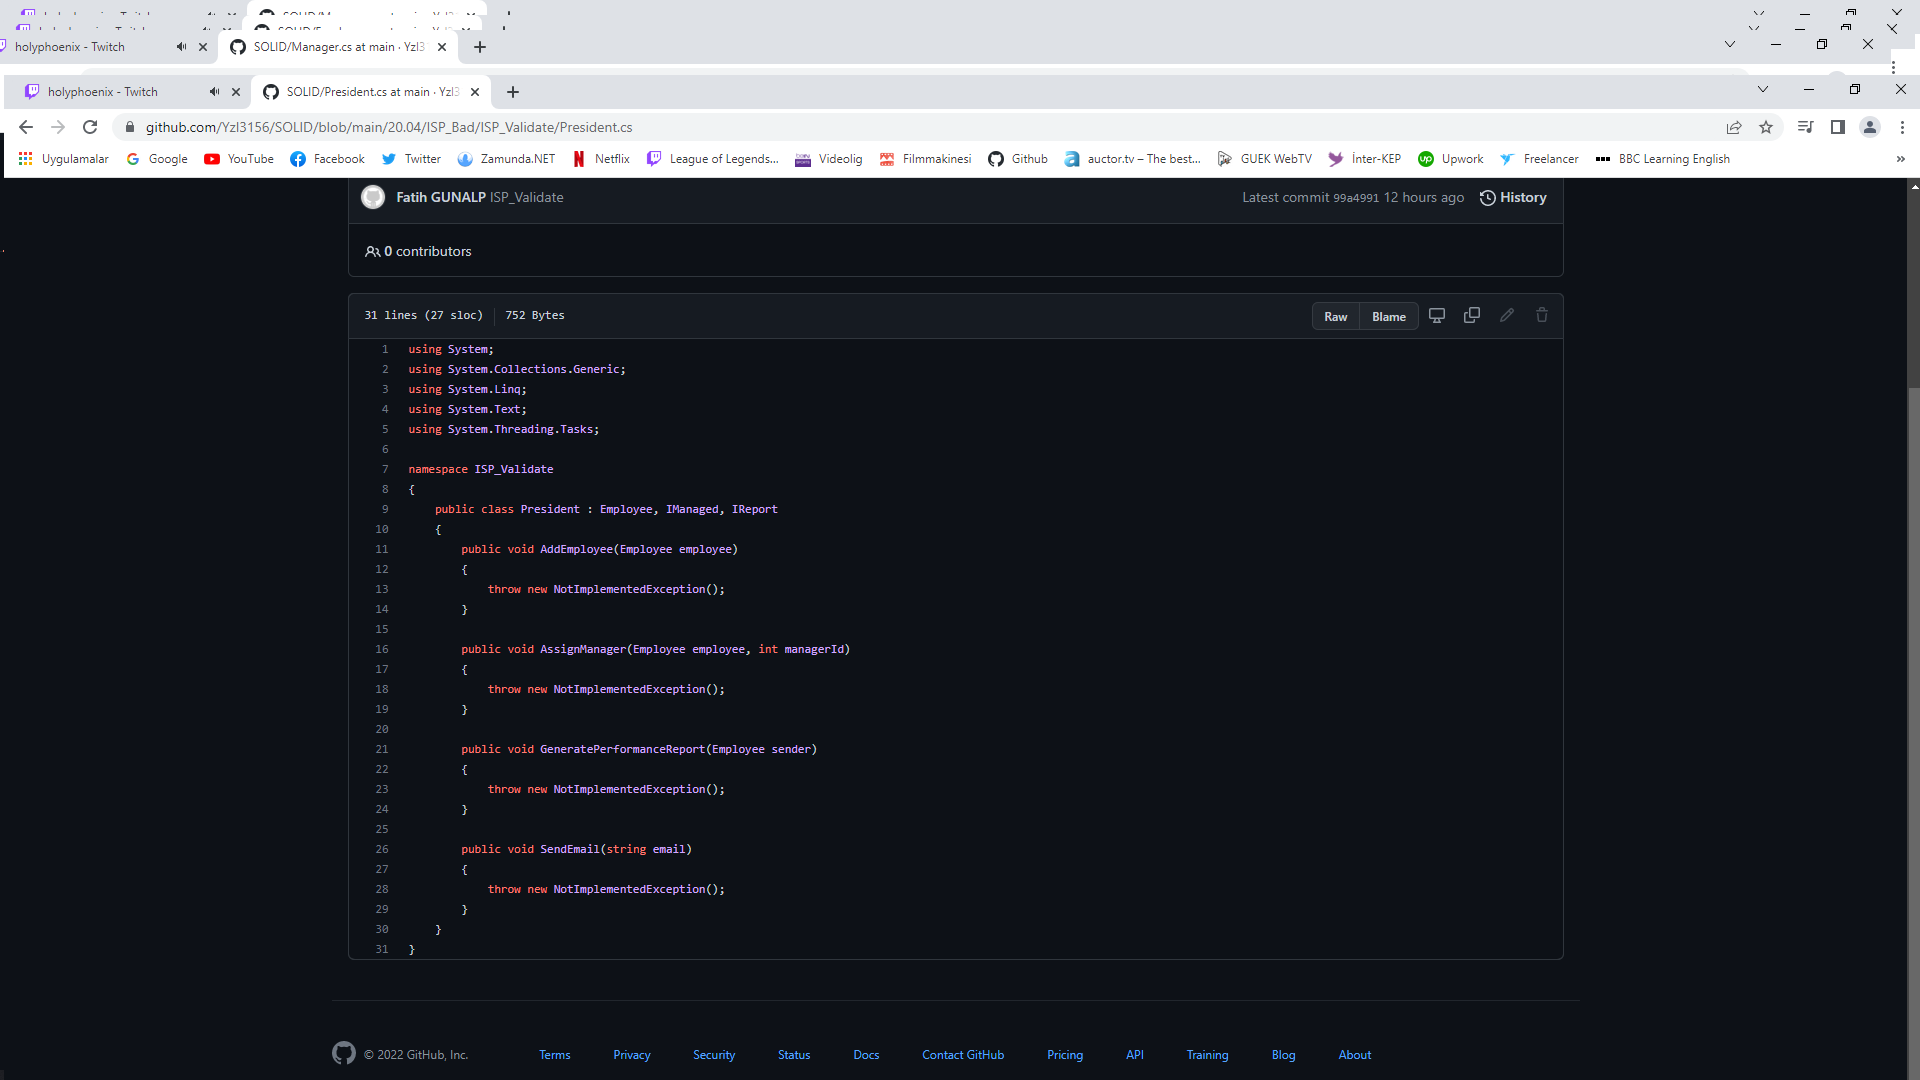 holyphoenix - Twitch
SOLID/Manager.cs at main · Yzl3
holyphoenix - Twitch
SOLID/President.cs at main · Yzl3
github.com/Yzl3156/SOLID/blob/main/20.04/ISP_Bad/ISP_Validate/President.cs
Uygulamalar Google YouTube Facebook Twitter Zamunda.NET Netflix League of Legends... Videolig Filmmakinesi Github auctor.tv – The best... GUEK WebTV İnter-KEP Upwork Freelancer BBC Learning English »
Fatih GUNALP ISP_Validate
Latest commit 99a4991 12 hours ago History
0 contributors
31 lines (27 sloc) 752 Bytes
Raw Blame
1 using System;
2 using System.Collections.Generic;
3 using System.Linq;
4 using System.Text;
5 using System.Threading.Tasks;
6
7 namespace ISP_Validate
8 {
9 public class President : Employee, IManaged, IReport
10 {
11 public void AddEmployee(Employee employee)
12 {
13 throw new NotImplementedException();
14 }
15
16 public void AssignManager(Employee employee, int managerId)
17 {
18 throw new NotImplementedException();
19 }
20
21 public void GeneratePerformanceReport(Employee sender)
22 {
23 throw new NotImplementedException();
24 }
25
26 public void SendEmail(string email)
27 {
28 throw new NotImplementedException();
29 }
30 }
31 }
© 2022 GitHub, Inc. Terms Privacy Security Status Docs Contact GitHub Pricing API Training Blog About